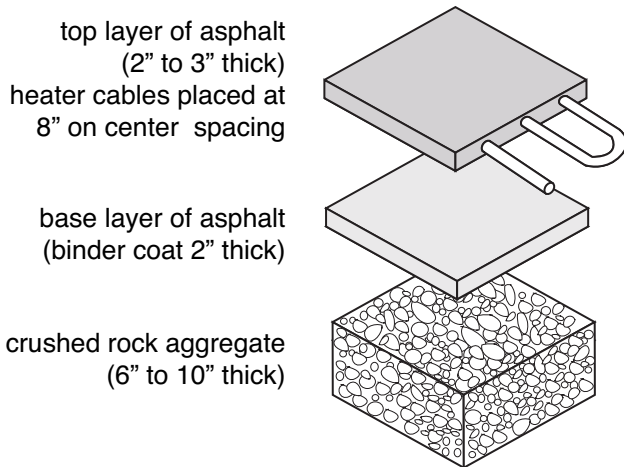 top layer of asphalt
(2” to 3” thick)
heater cables placed at
8” on center  spacing
base layer of asphalt
(binder coat 2” thick)
crushed rock aggregate
(6” to 10” thick)